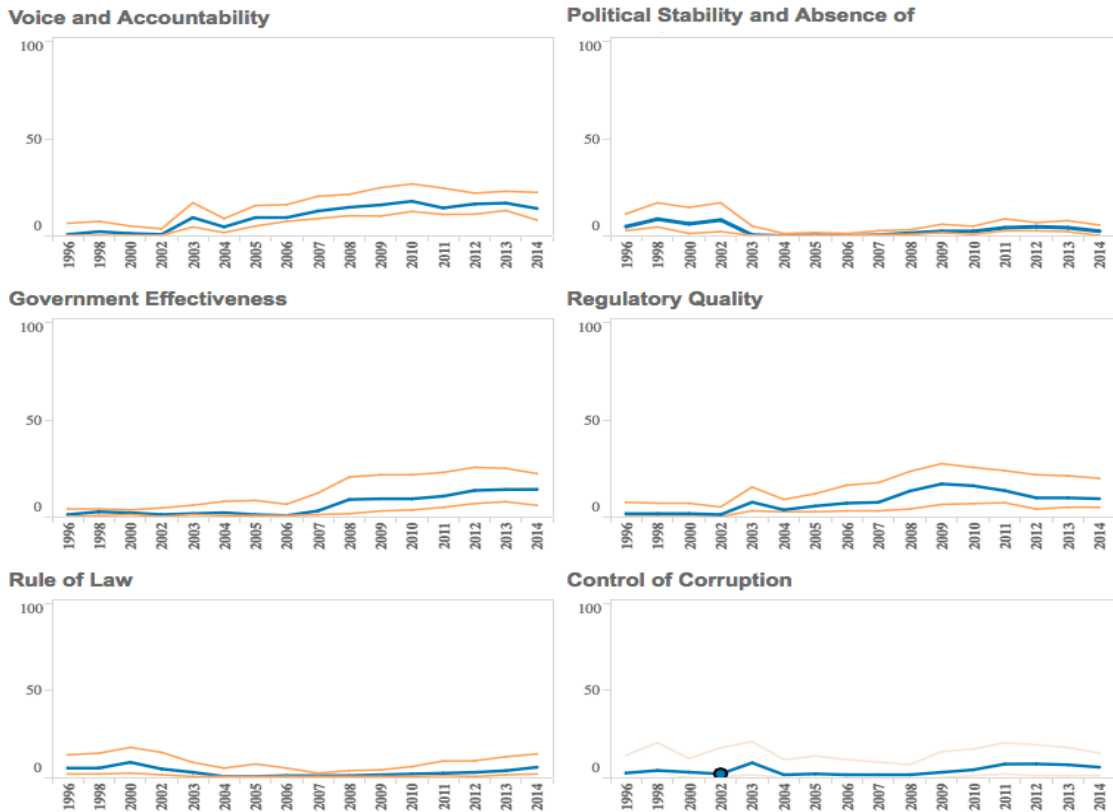 Voice and Accountability
100
50
0
1996 1998 2000 2002 2003 2004 2005 2006 2007 2008 2009 2010 2011 2012 2013 2014
Political Stability and Absence of
100
50
0
1996 1998 2000 2002 2003 2004 2005 2006 2007 2008 2009 2010 2011 2012 2013 2014
Government Effectiveness
100
50
0
1996 1998 2000 2002 2003 2004 2005 2006 2007 2008 2009 2010 2011 2012 2013 2014
Regulatory Quality
100
50
0
1996 1998 2000 2002 2003 2004 2005 2006 2007 2008 2009 2010 2011 2012 2013 2014
Rule of Law
100
50
0
1996 1998 2000 2002 2003 2004 2005 2006 2007 2008 2009 2010 2011 2012 2013 2014
Control of Corruption
100
50
0
1996 1998 2000 2002 2003 2004 2005 2006 2007 2008 2009 2010 2011 2012 2013 2014